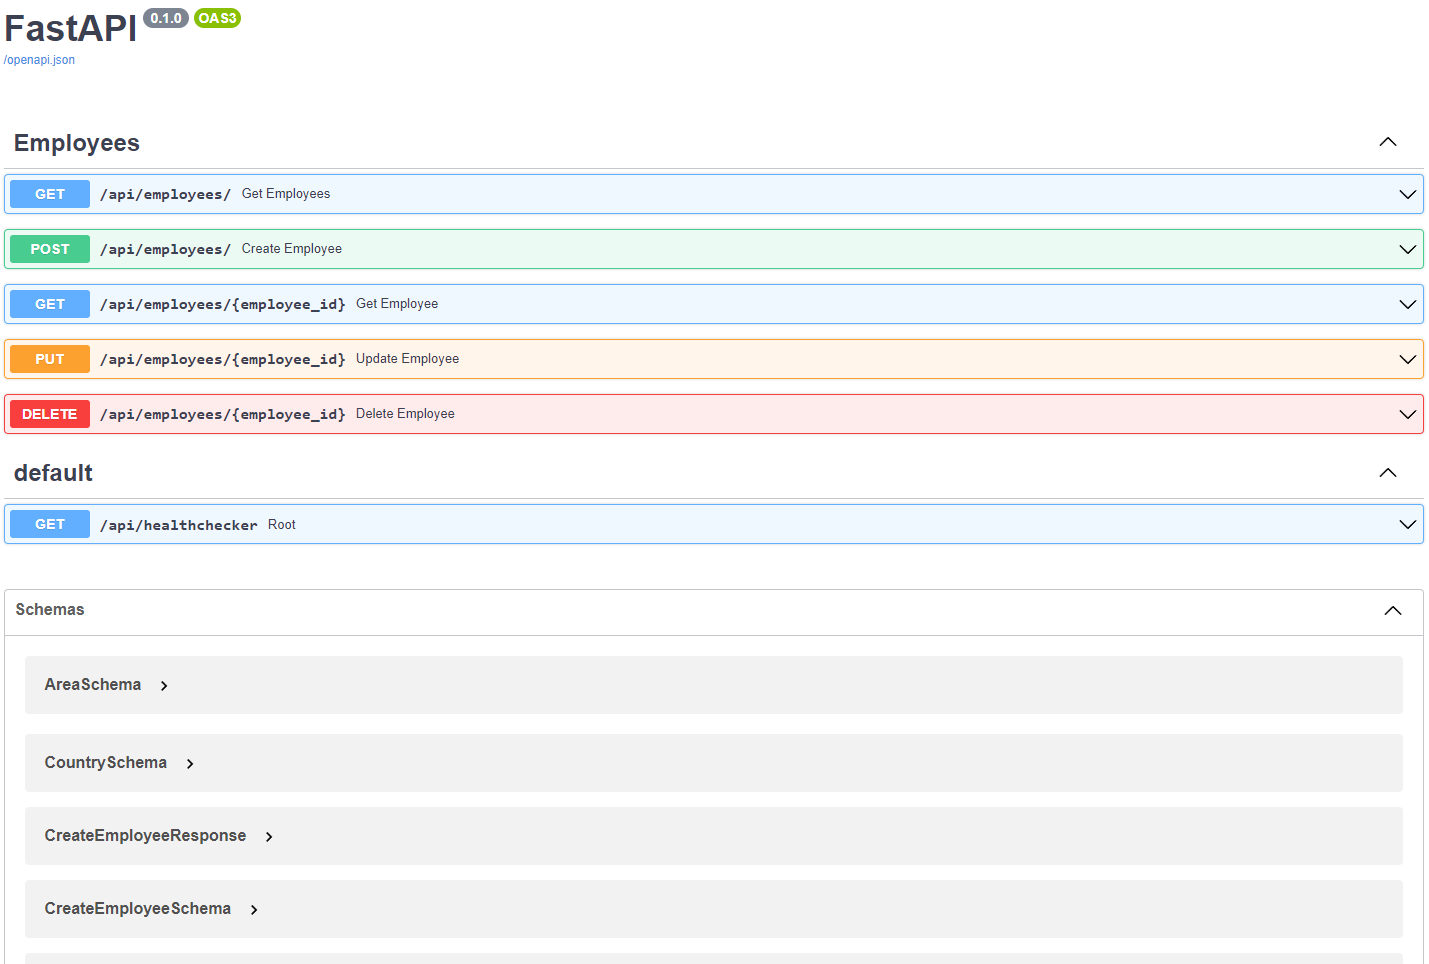 FastAPI 0.1.0 OAS3
/openapi.json
Employees
GET /api/employees/ Get Employees
POST /api/employees/ Create Employee
GET /api/employees/{employee_id} Get Employee
PUT /api/employees/{employee_id} Update Employee
DELETE /api/employees/{employee_id} Delete Employee
default
GET /api/healthchecker Root
Schemas
AreaSchema
CountrySchema
CreateEmployeeResponse
CreateEmployeeSchema